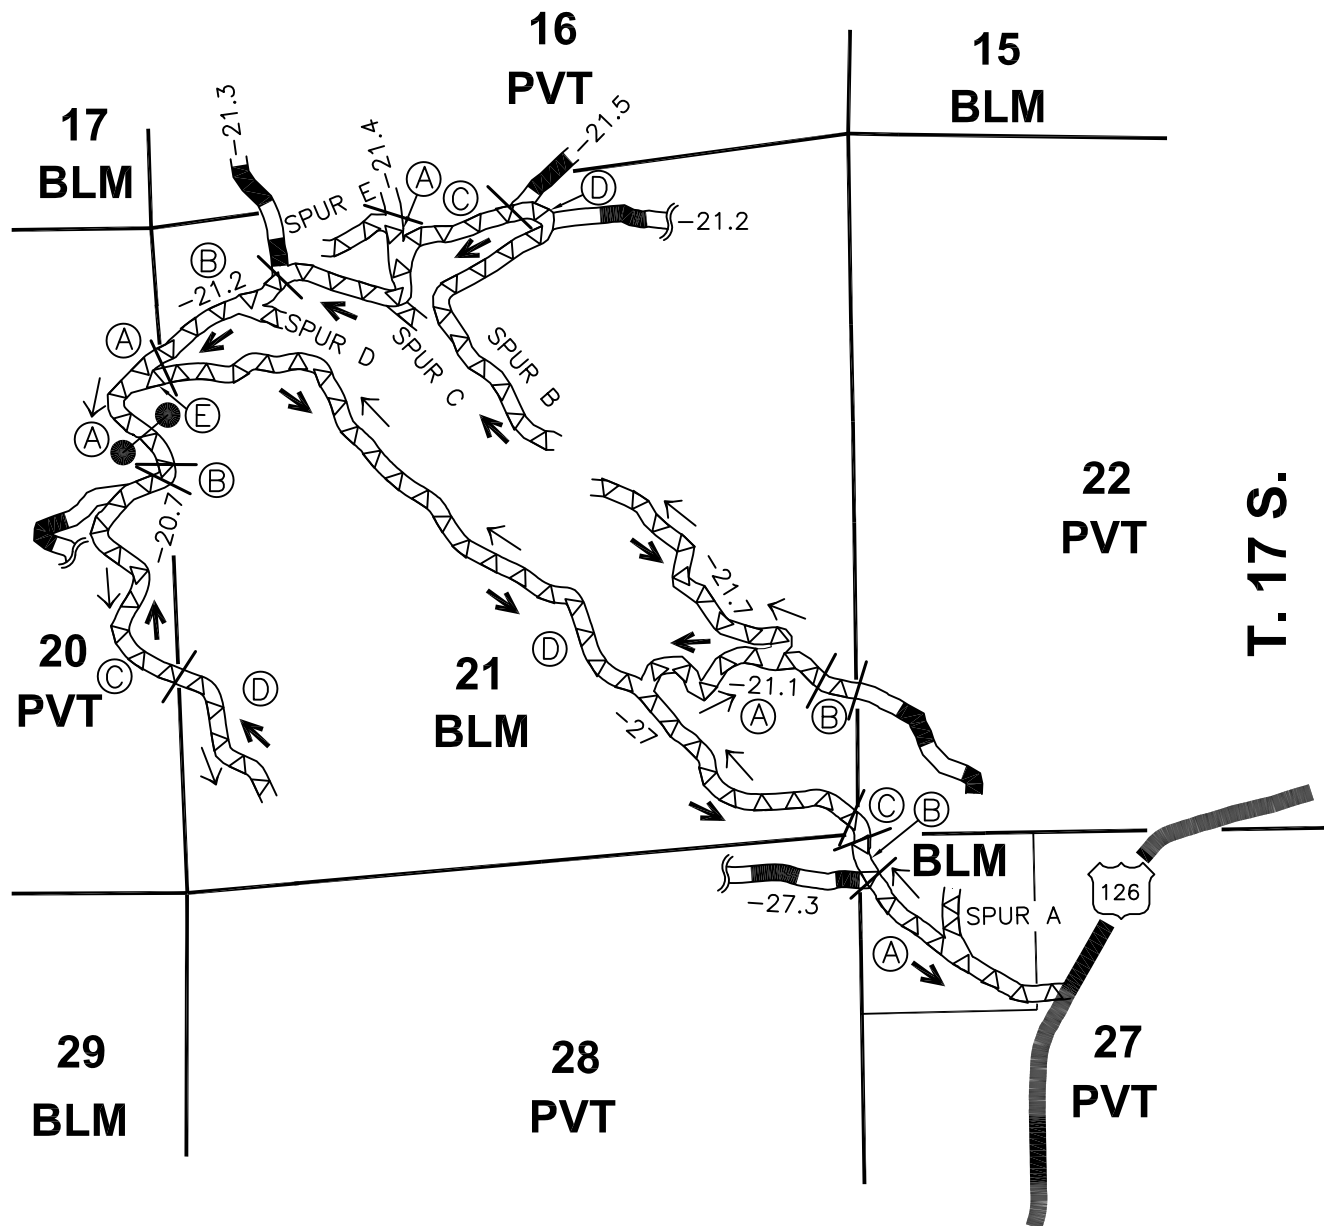 16
PVT
15
BLM
17
BLM
-21.3
-21.4
-21.5
SPUR E
A
C
D
-21.2
B
-21.2
SPUR D
SPUR C
SPUR B
A
E
A
B
-20.7
22
PVT
T. 17 S.
-21.7
20
PVT
C
D
D
21
BLM
-21.1
A
B
-27
C
B
BLM
126
-27.3
SPUR A
A
29
BLM
28
PVT
27
PVT